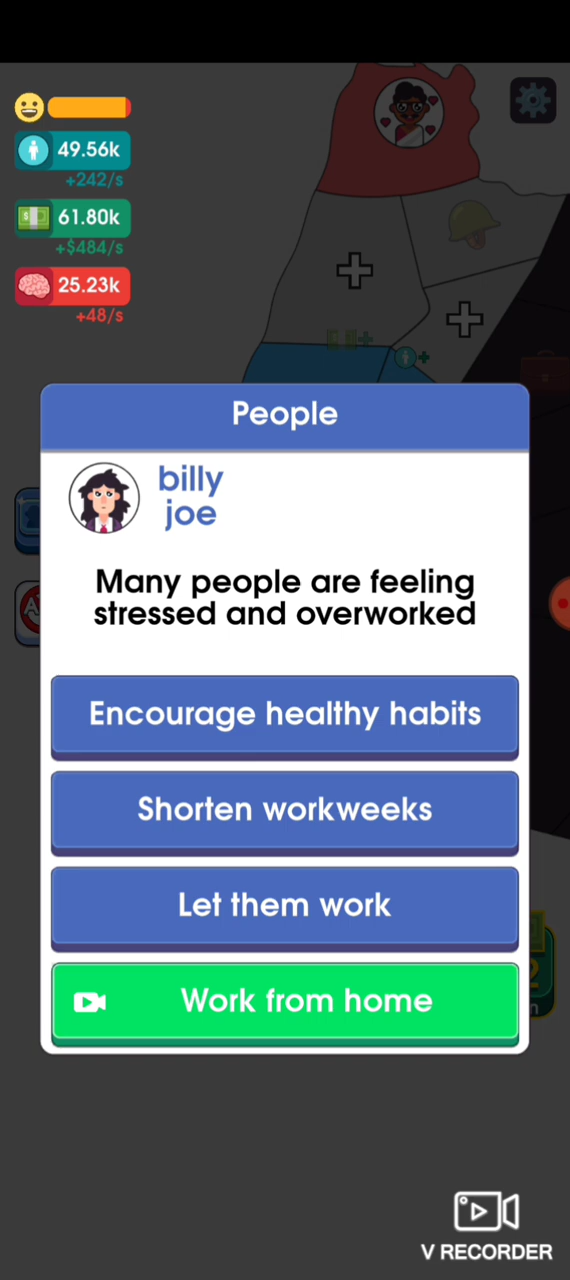 49.56k
+242/s
61.80k
+$484/s
25.23k
+48/s
People
billy
joe
Many people are feeling
stressed and overworked
Encourage healthy habits
Shorten workweeks
Let them work
Work from home
V RECORDER